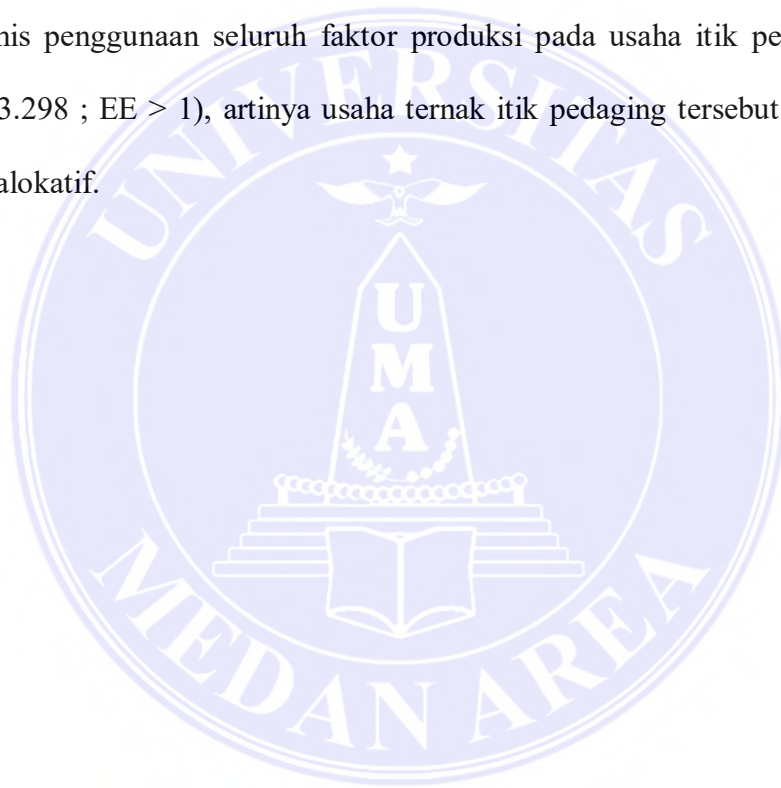 nis penggunaan seluruh faktor produksi pada usaha itik pe
3.298 ; EE > 1), artinya usaha ternak itik pedaging tersebut
alokatif.
UNIVERSITAS
UMA
MEDAN AREA